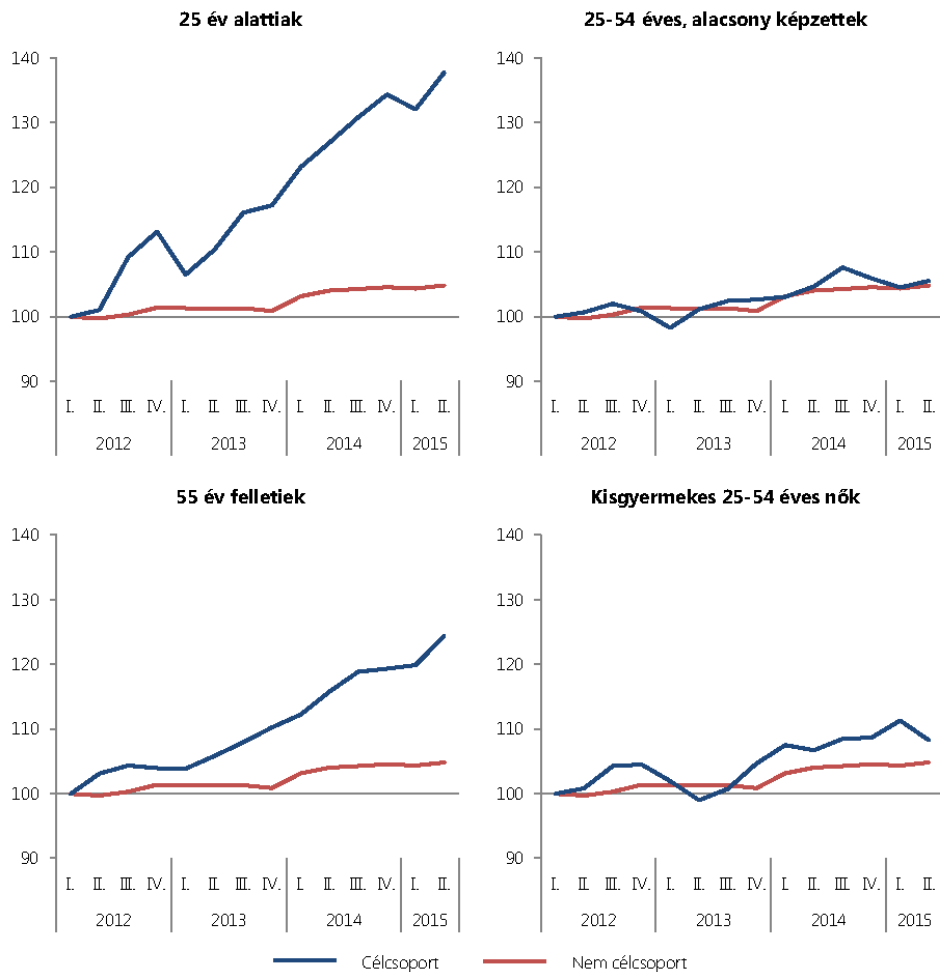 25 év alattiak
140
130
120
110
100
90
I. II. III. IV. I. II. III. IV. I. II. III. IV. I. II.
2012 2013 2014 2015
25-54 évesek, alacsony képzettek
140
130
120
110
100
90
I. II. III. IV. I. II. III. IV. I. II. III. IV. I. II.
2012 2013 2014 2015
55 év felletiek
140
130
120
110
100
90
I. II. III. IV. I. II. III. IV. I. II. III. IV. I. II.
2012 2013 2014 2015
Kisgyermekes 25-54 éves nők
140
130
120
110
100
90
I. II. III. IV. I. II. III. IV. I. II. III. IV. I. II.
2012 2013 2014 2015
Célcsoport Nem célcsoport